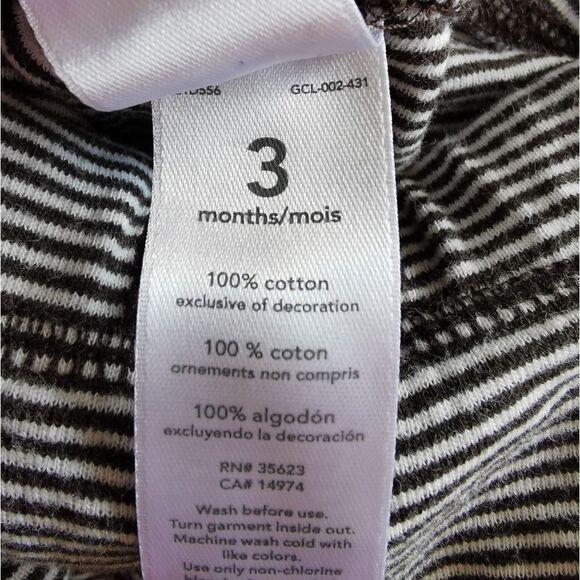 GCL-002-431
3
months/mois
100% cotton
exclusive of decoration
100 % coton
ornements non compris
100% algodón
excluyendo la decoración
RN# 35623
CA# 14974
Wash before use.
Turn garment inside out.
Machine wash cold with
like colors.
Use only non-chlorine